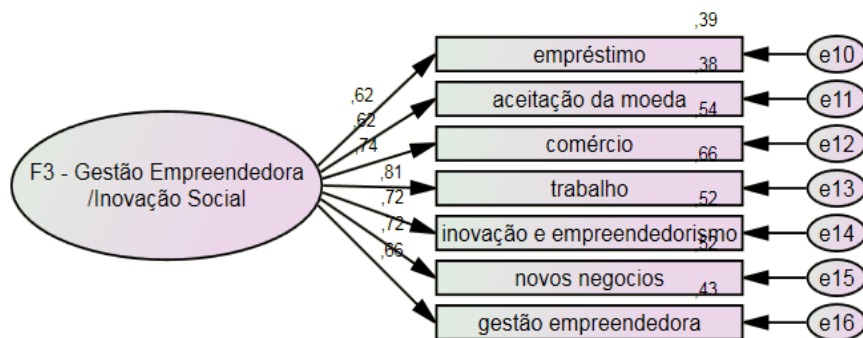 ,39
empréstimo
e10
,38
,62
aceitação da moeda
e11
,62
,54
,74
comércio
e12
F3 - Gestão Empreendedora
/Inovação Social
,66
,81
trabalho
e13
,52
,72
inovação e empreendedorismo
e14
,72
,52
,66
novos negocios
e15
,43
gestão empreendedora
e16